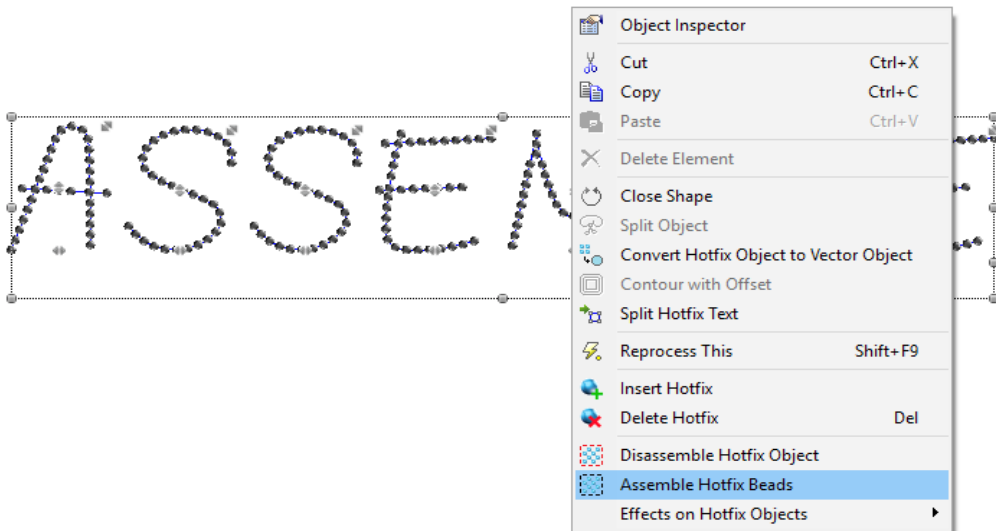 Object Inspector
Cut Ctrl+X
Copy Ctrl+C
Paste Ctrl+V
Delete Element
Close Shape
Split Object
Convert Hotfix Object to Vector Object
Contour with Offset
Split Hotfix Text
Reprocess This Shift+F9
Insert Hotfix
Delete Hotfix Del
Disassemble Hotfix Object
Assemble Hotfix Beads
Effects on Hotfix Objects
ASSE